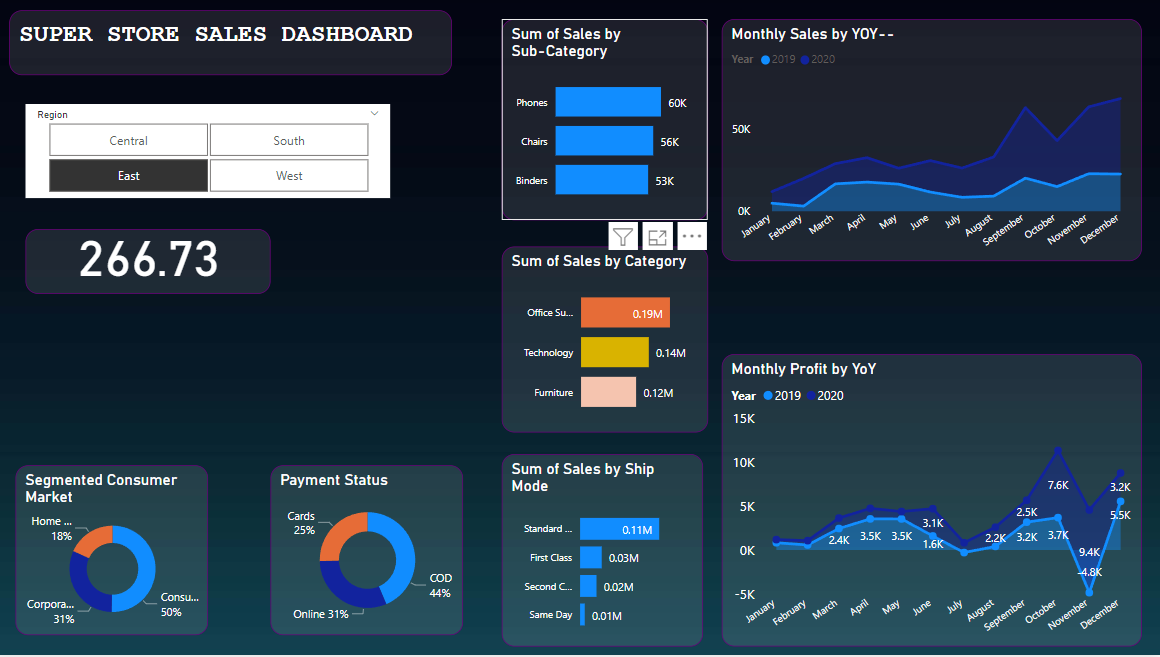 SUPER STORE SALES DASHBOARD
Region
Central
South
East
West
266.73
Segmented Consumer
Market
Home ...
18%
Corpora...
31%
Consu...
50%
Payment Status
Cards
25%
Online 31%
COD
44%
Sum of Sales by
Sub-Category
Phones 60K
Chairs 56K
Binders 53K
Sum of Sales by Category
Office Su... 0.19M
Technology 0.14M
Furniture 0.12M
Sum of Sales by Ship
Mode
Standard ... 0.11M
First Class 0.03M
Second C... 0.02M
Same Day 0.01M
Monthly Sales by YOY--
Year 2019 2020
50K
0K
January
February
March
April
May
June
July
August
September
October
November
December
Monthly Profit by YoY
Year 2019 2020
15K
10K
5K
0K
-5K
2.4K
3.5K
3.5K
3.1K
1.6K
2.2K
2.5K
3.2K
7.6K
3.7K
9.4K
-4.8K
3.2K
5.5K
January
February
March
April
May
June
July
August
September
October
November
December